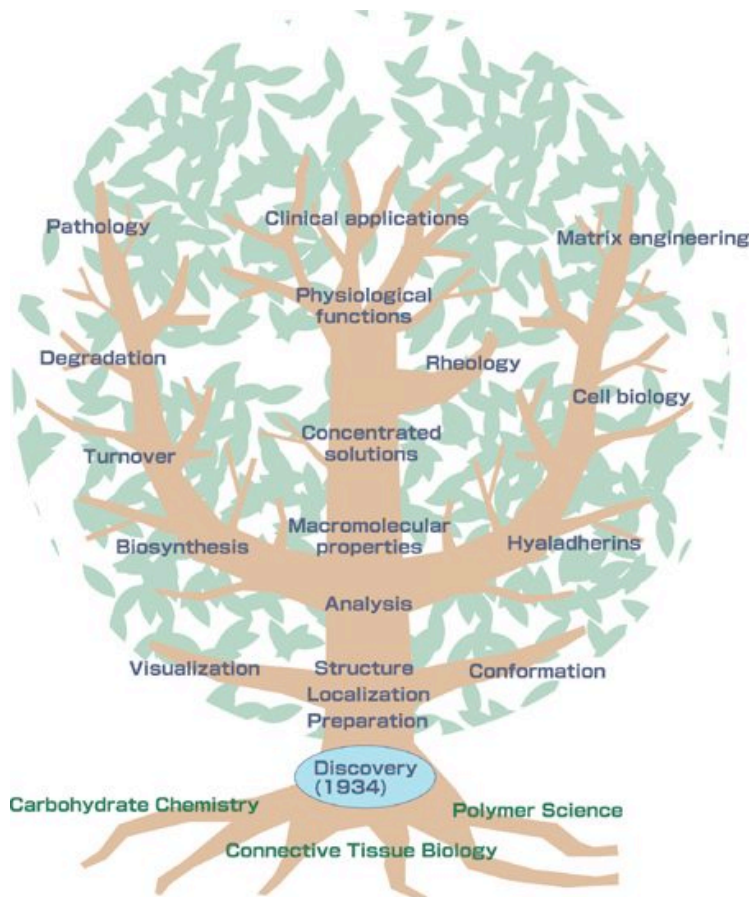 Clinical applications
Pathology
Matrix engineering
Physiological
functions
Degradation
Rheology
Cell biology
Concentrated
solutions
Turnover
Macromolecular
properties
Biosynthesis
Hyaladherins
Analysis
Visualization
Structure
Conformation
Localization
Preparation
Discovery
(1934)
Carbohydrate Chemistry
Polymer Science
Connective Tissue Biology